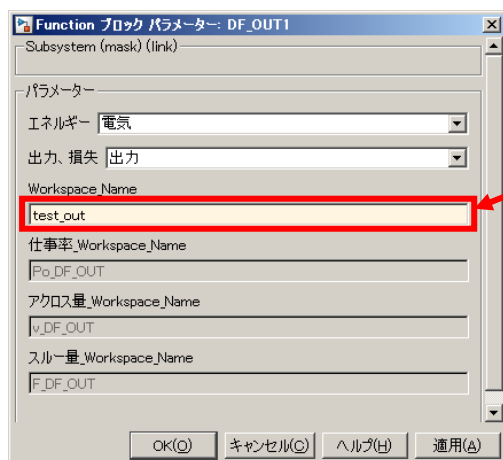 Function ブロック パラメーター: DF_OUT1
Subsystem (mask) (link)
パラメーター
エネルギー 電気
出力、損失 出力
Workspace_Name
test_out
仕事率_Workspace_Name
Po_DF_OUT
アクロス量_Workspace_Name
v_DF_OUT
スルー量_Workspace_Name
F_DF_OUT
OK(O) キャンセル(C) ヘルプ(H) 適用(A)